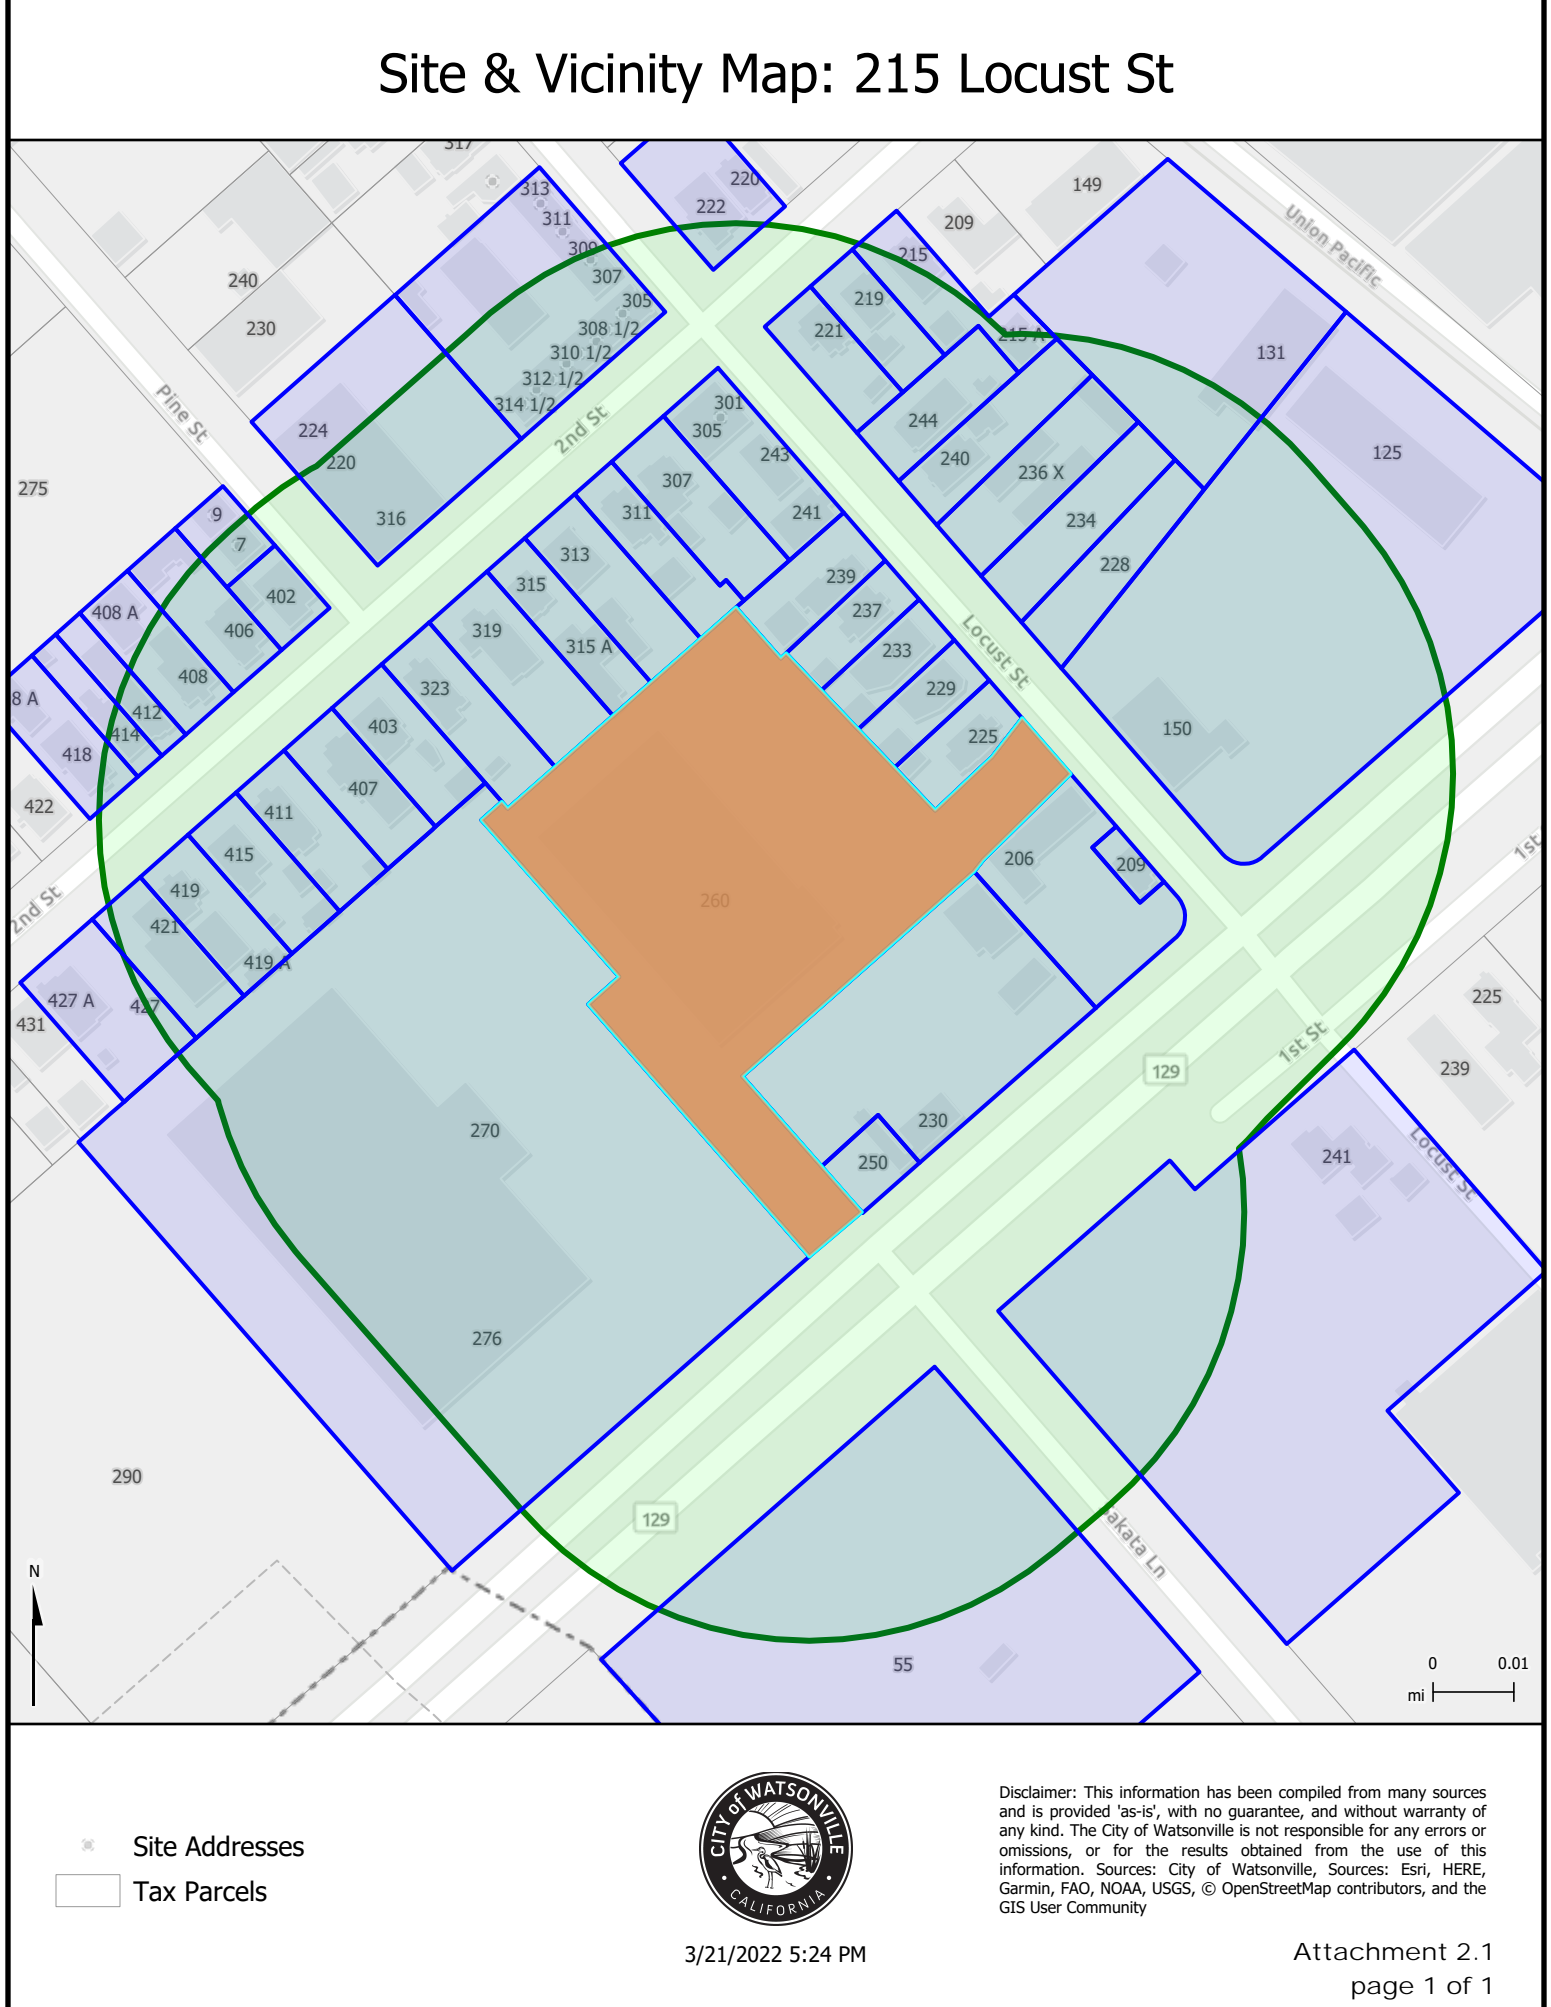 Site & Vicinity Map: 215 Locust St
317
313
311
309
307
305
308 1/2
310 1/2
312 1/2
314 1/2
220
222
149
209
215
219
221
215 A
Union Pacific
131
125
240
230
Pine St
224
220
316
2nd St
275
9
7
402
406
408 A
408
412
414
8 A
418
422
2nd St
301
305
243
307
241
311
313
315
315 A
319
323
403
407
411
415
419
421
419 A
427 A
427
431
244
240
236 X
234
228
239
237
233
229
225
Locust St
150
206
209
260
1st
225
239
1st St
129
241
Locust St
230
250
270
276
290
129
55
N
0 0.01
mi
Site Addresses
Tax Parcels
CITY of WATSONVILLE
• CALIFORNIA •
3/21/2022 5:24 PM
Disclaimer: This information has been compiled from many sources
and is provided 'as-is', with no guarantee, and without warranty of
any kind. The City of Watsonville is not responsible for any errors or
omissions, or for the results obtained from the use of this
information. Sources: City of Watsonville, Sources: Esri, HERE,
Garmin, FAO, NOAA, USGS, © OpenStreetMap contributors, and the
GIS User Community
Attachment 2.1
page 1 of 1